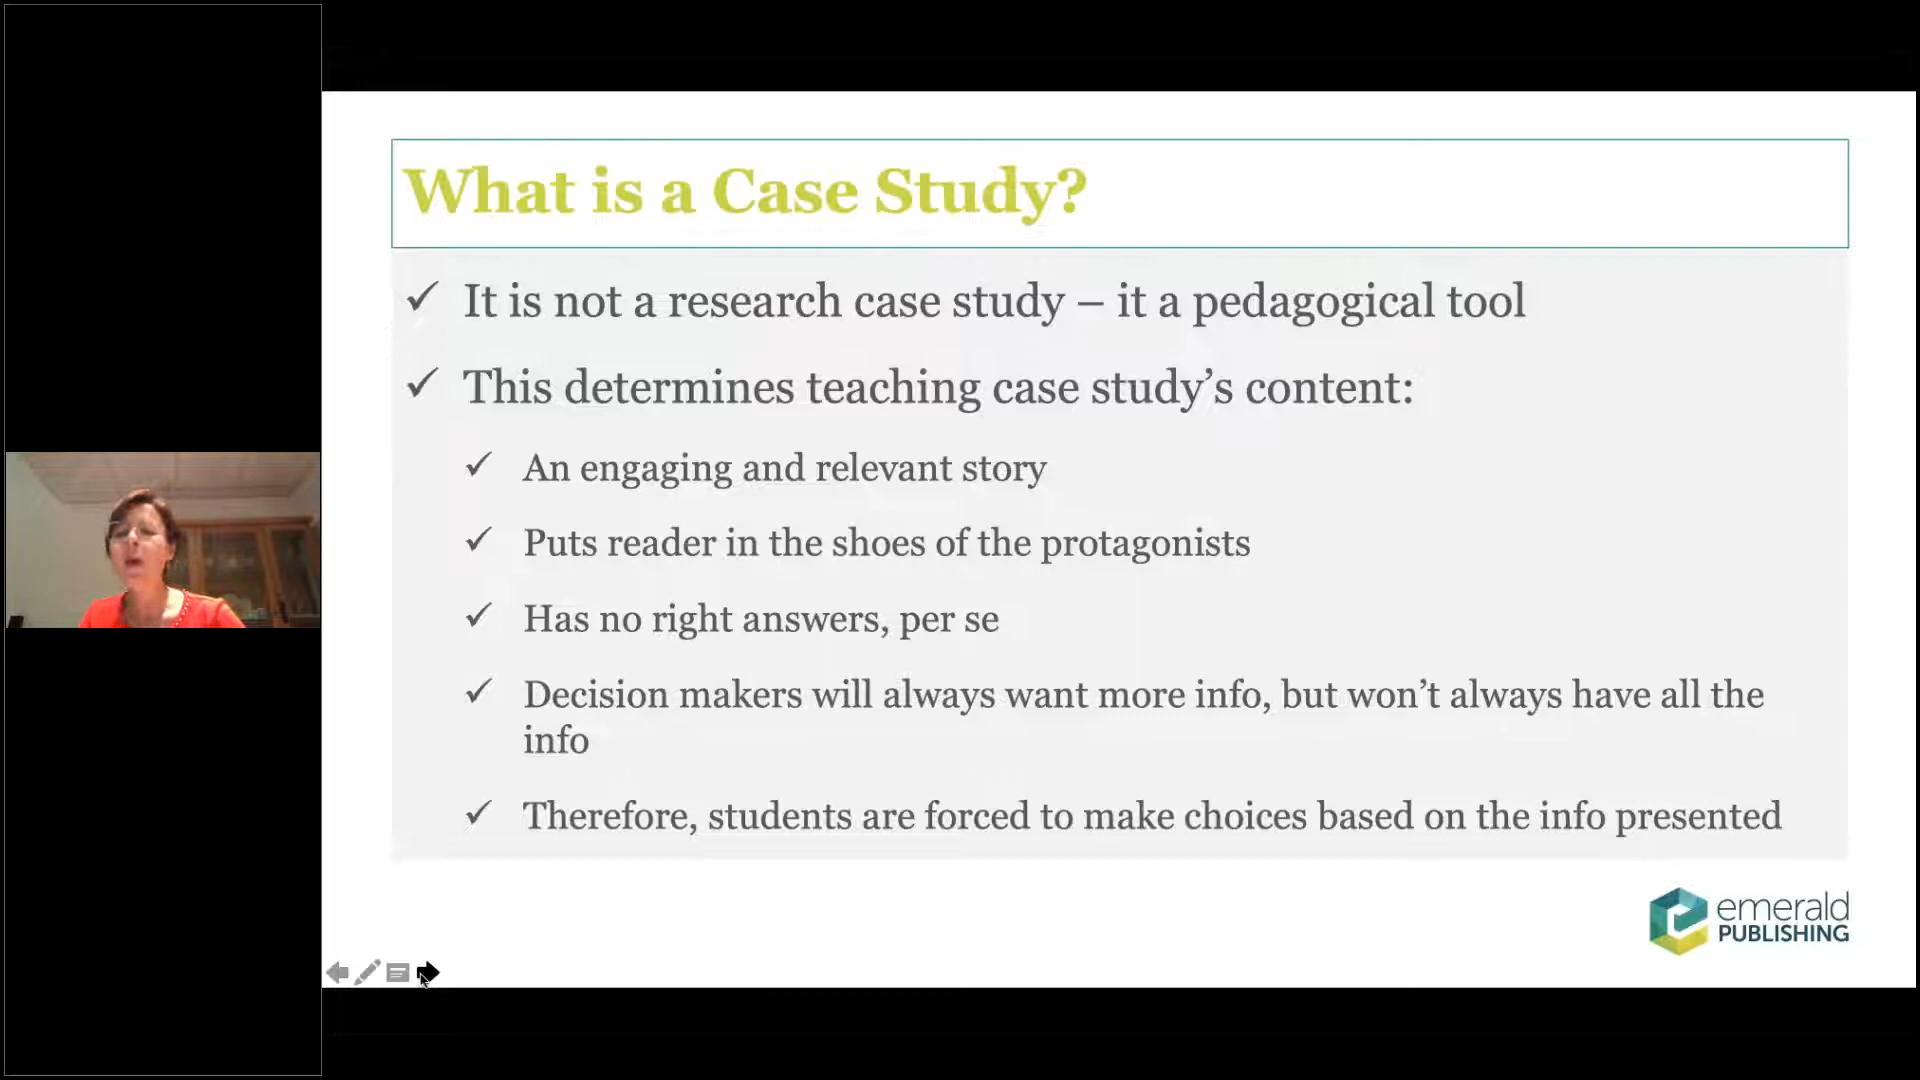 What is a Case Study?
✓ It is not a research case study – it a pedagogical tool
✓ This determines teaching case study’s content:
✓ An engaging and relevant story
✓ Puts reader in the shoes of the protagonists
✓ Has no right answers, per se
✓ Decision makers will always want more info, but won’t always have all the
info
✓ Therefore, students are forced to make choices based on the info presented
emerald
PUBLISHING